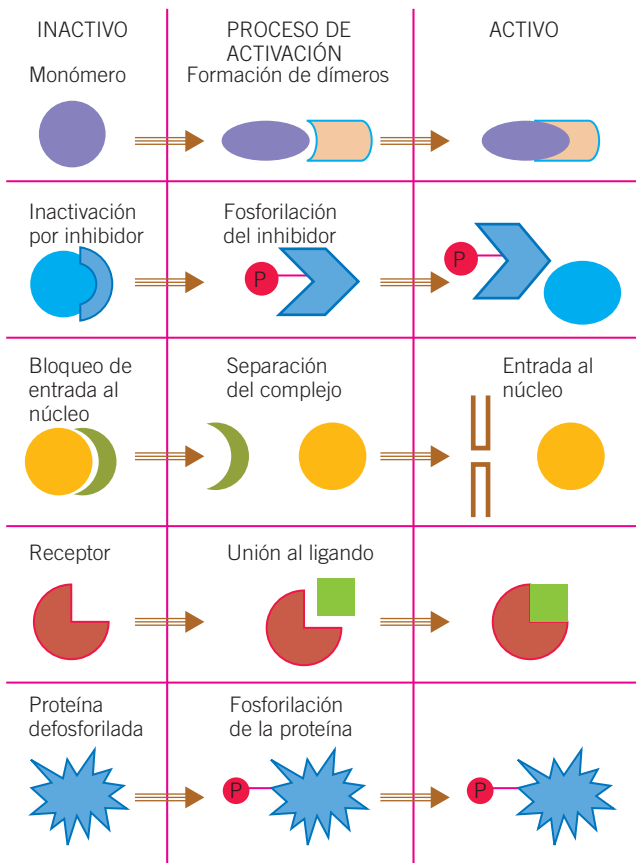 INACTIVO
PROCESO DE
ACTIVACIÓN
ACTIVO
Monómero
Formación de dímeros
Inactivación
por inhibidor
Fosforilación
del inhibidor
P
P
Bloqueo de
entrada al
núcleo
Separación
del complejo
Entrada al
núcleo
Receptor
Unión al ligando
Proteína
defosforilada
Fosforilación
de la proteína
P
P